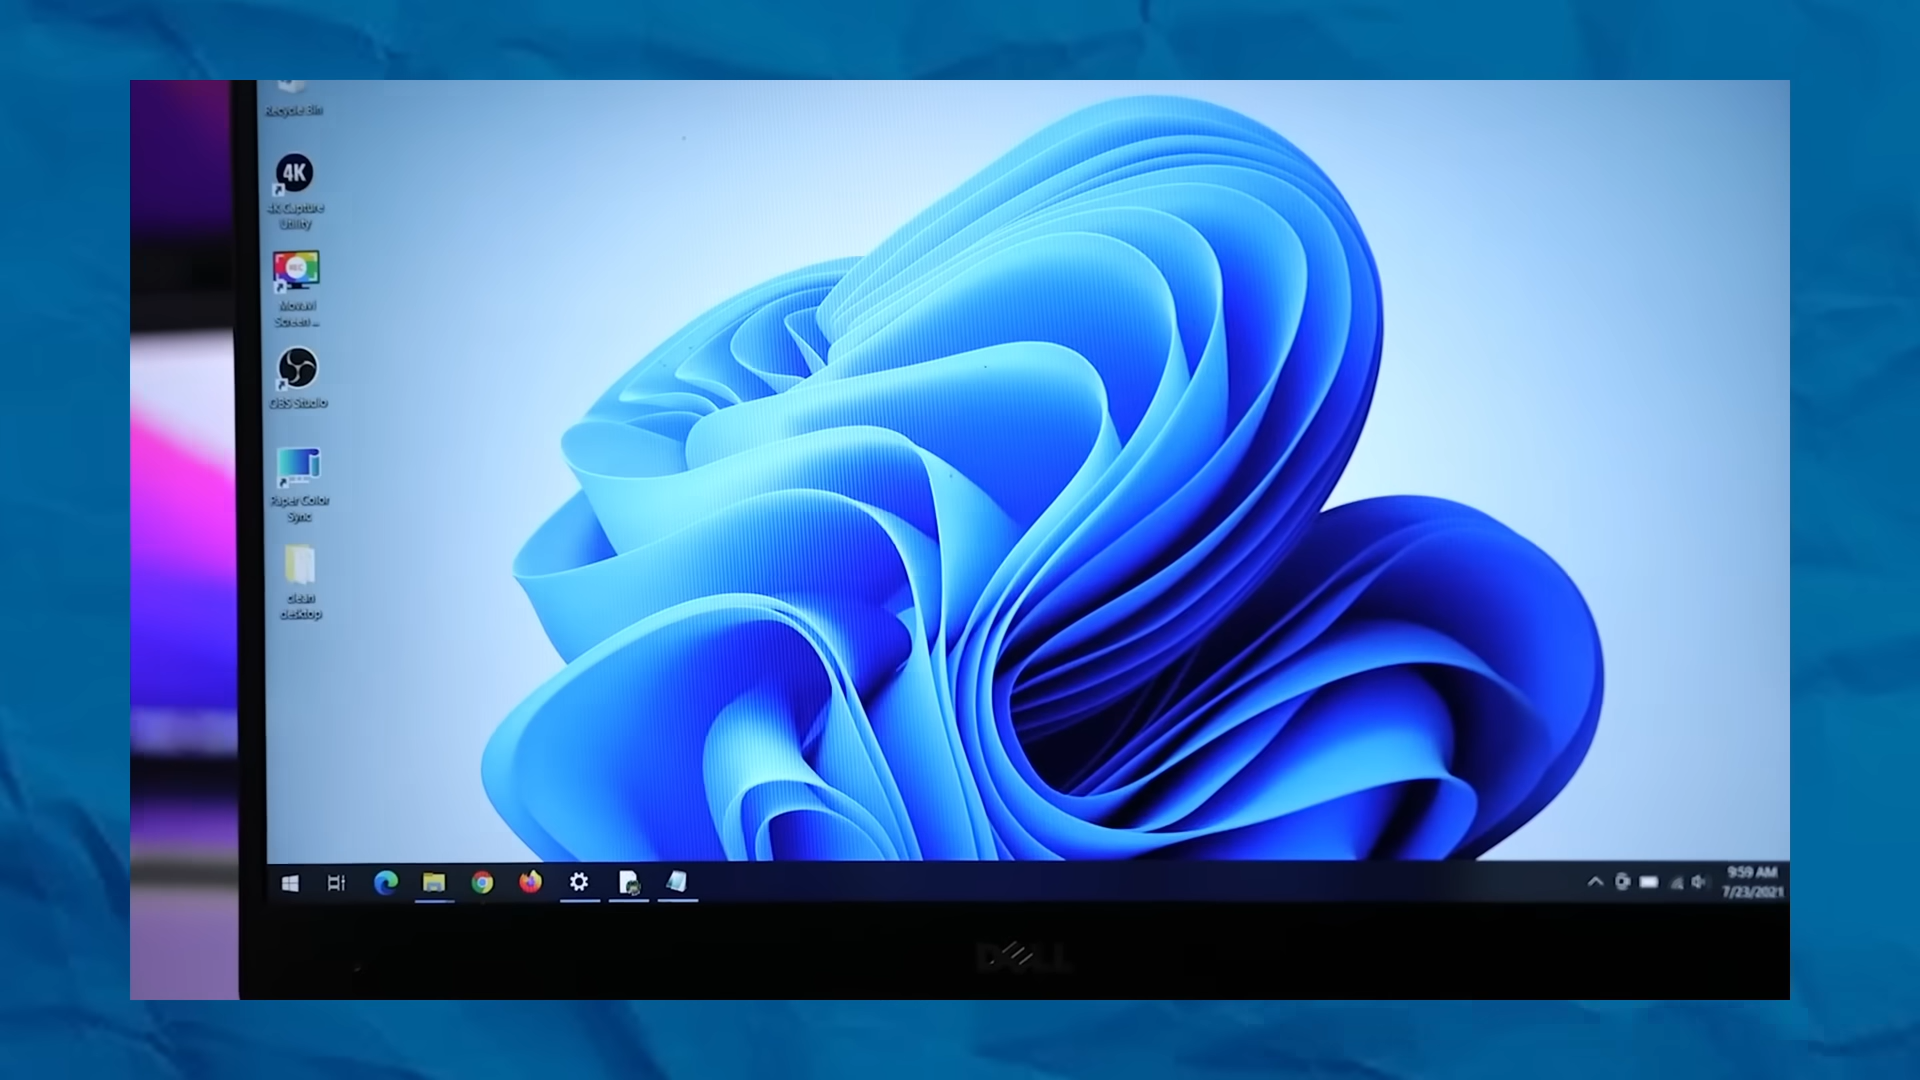 Recycle Bin
4K
4K Capture
Utility
REC
Movavi
Screen ...
OBS Studio
Paper Color
Sync
clean
desktop
9:59 AM
7/23/2021
DELL